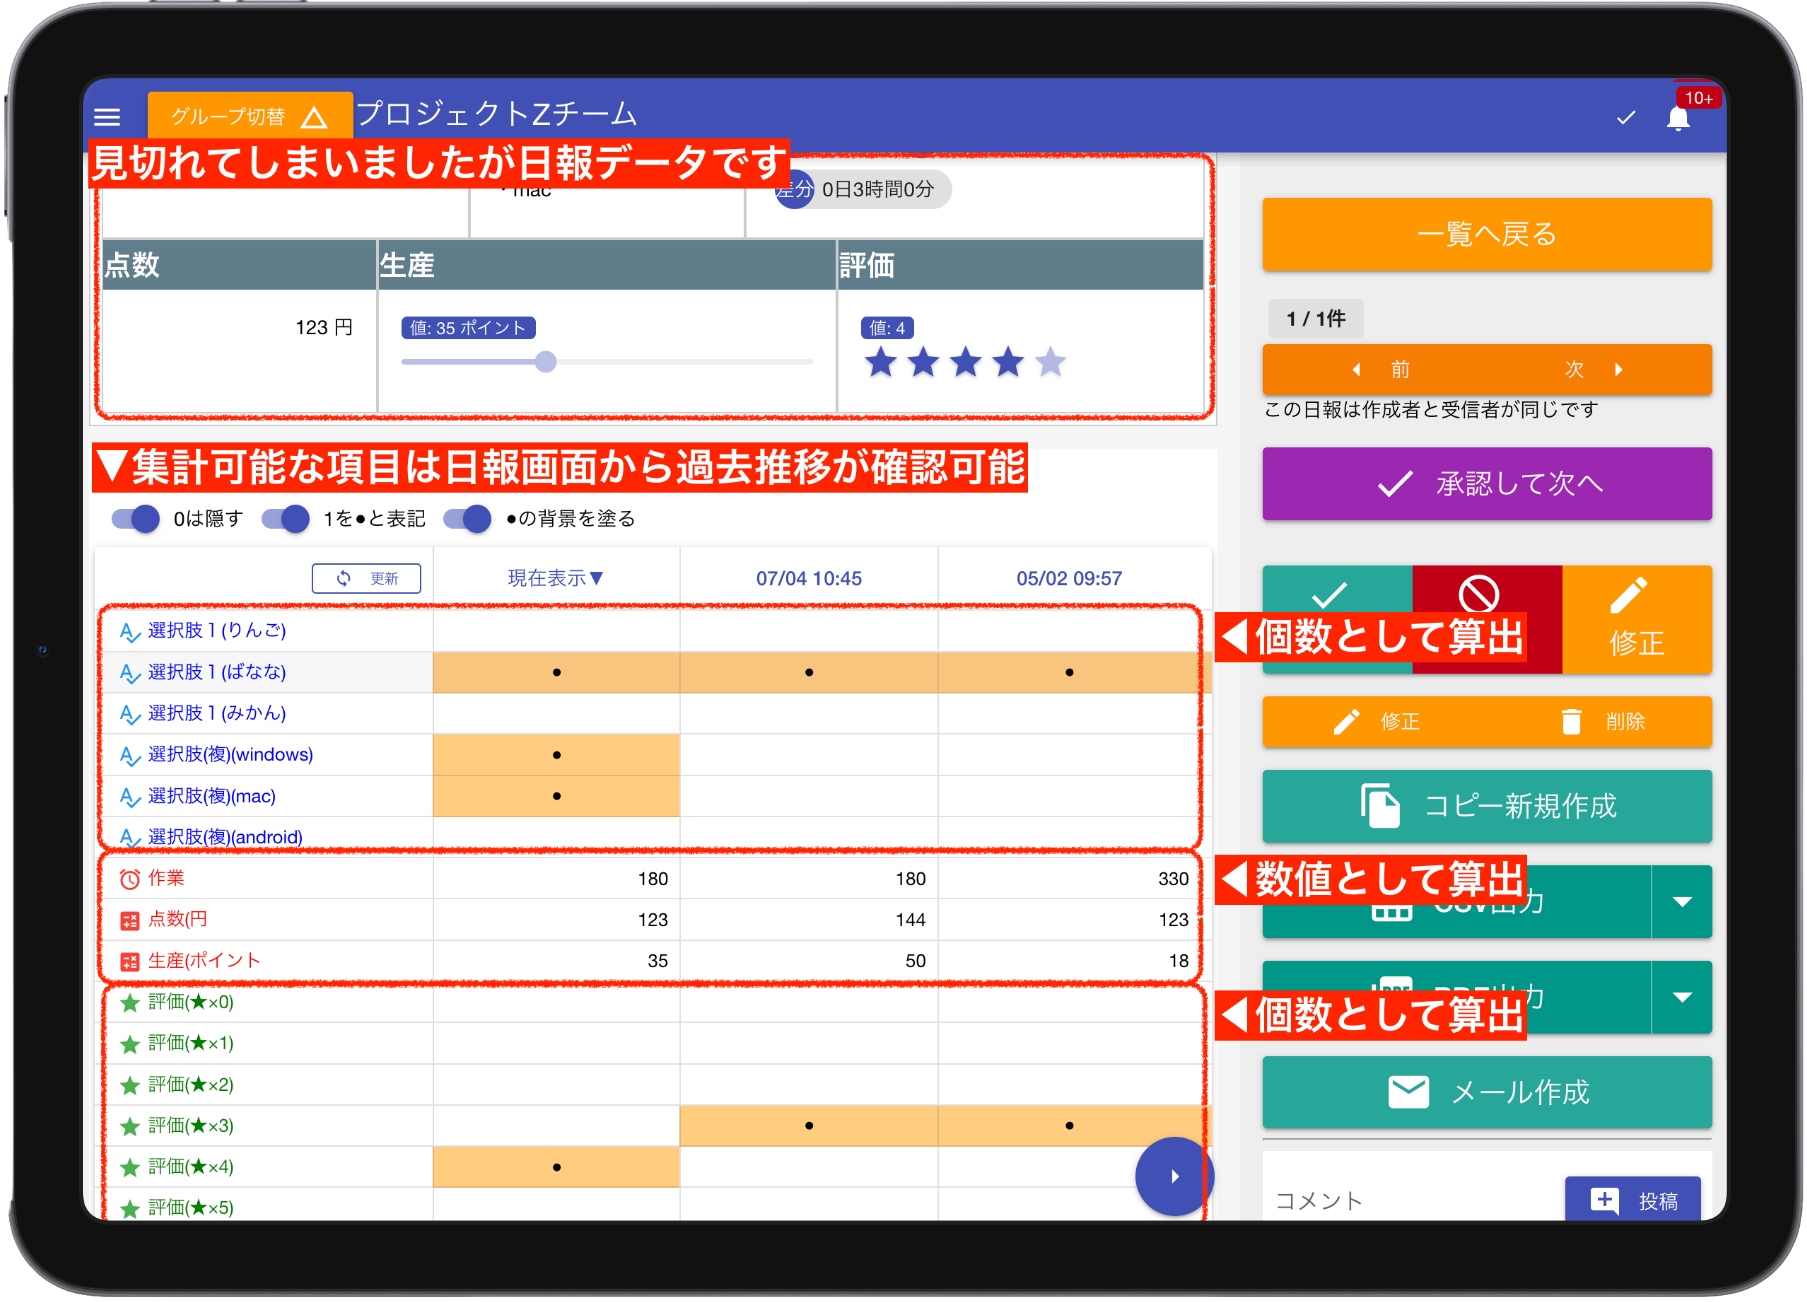 グループ切替
プロジェクトZチーム
10+
見切れてしまいましたが日報データです
・mac
差分 0日3時間0分
点数 生産 評価
123 円
値: 35 ポイント
値: 4
▼集計可能な項目は日報画面から過去推移が確認可能
0は隠す 1を●と表記 ●の背景を塗る
更新 現在表示▼ 07/04 10:45 05/02 09:57
選択肢１(りんご)
選択肢１(ばなな) ● ● ●
選択肢１(みかん)
選択肢(複)(windows) ●
選択肢(複)(mac) ●
選択肢(複)(android)
作業 180 180 330
点数(円 123 144 123
生産(ポイント 35 50 18
評価(★×0)
評価(★×1)
評価(★×2)
評価(★×3) ● ●
評価(★×4) ●
評価(★×5)
一覧へ戻る
1 / 1件
前 次
この日報は作成者と受信者が同じです
承認して次へ
◀個数として算出
修正
修正 削除
コピー新規作成
◀数値として算出
出力
◀個数として算出
メール作成
コメント
投稿